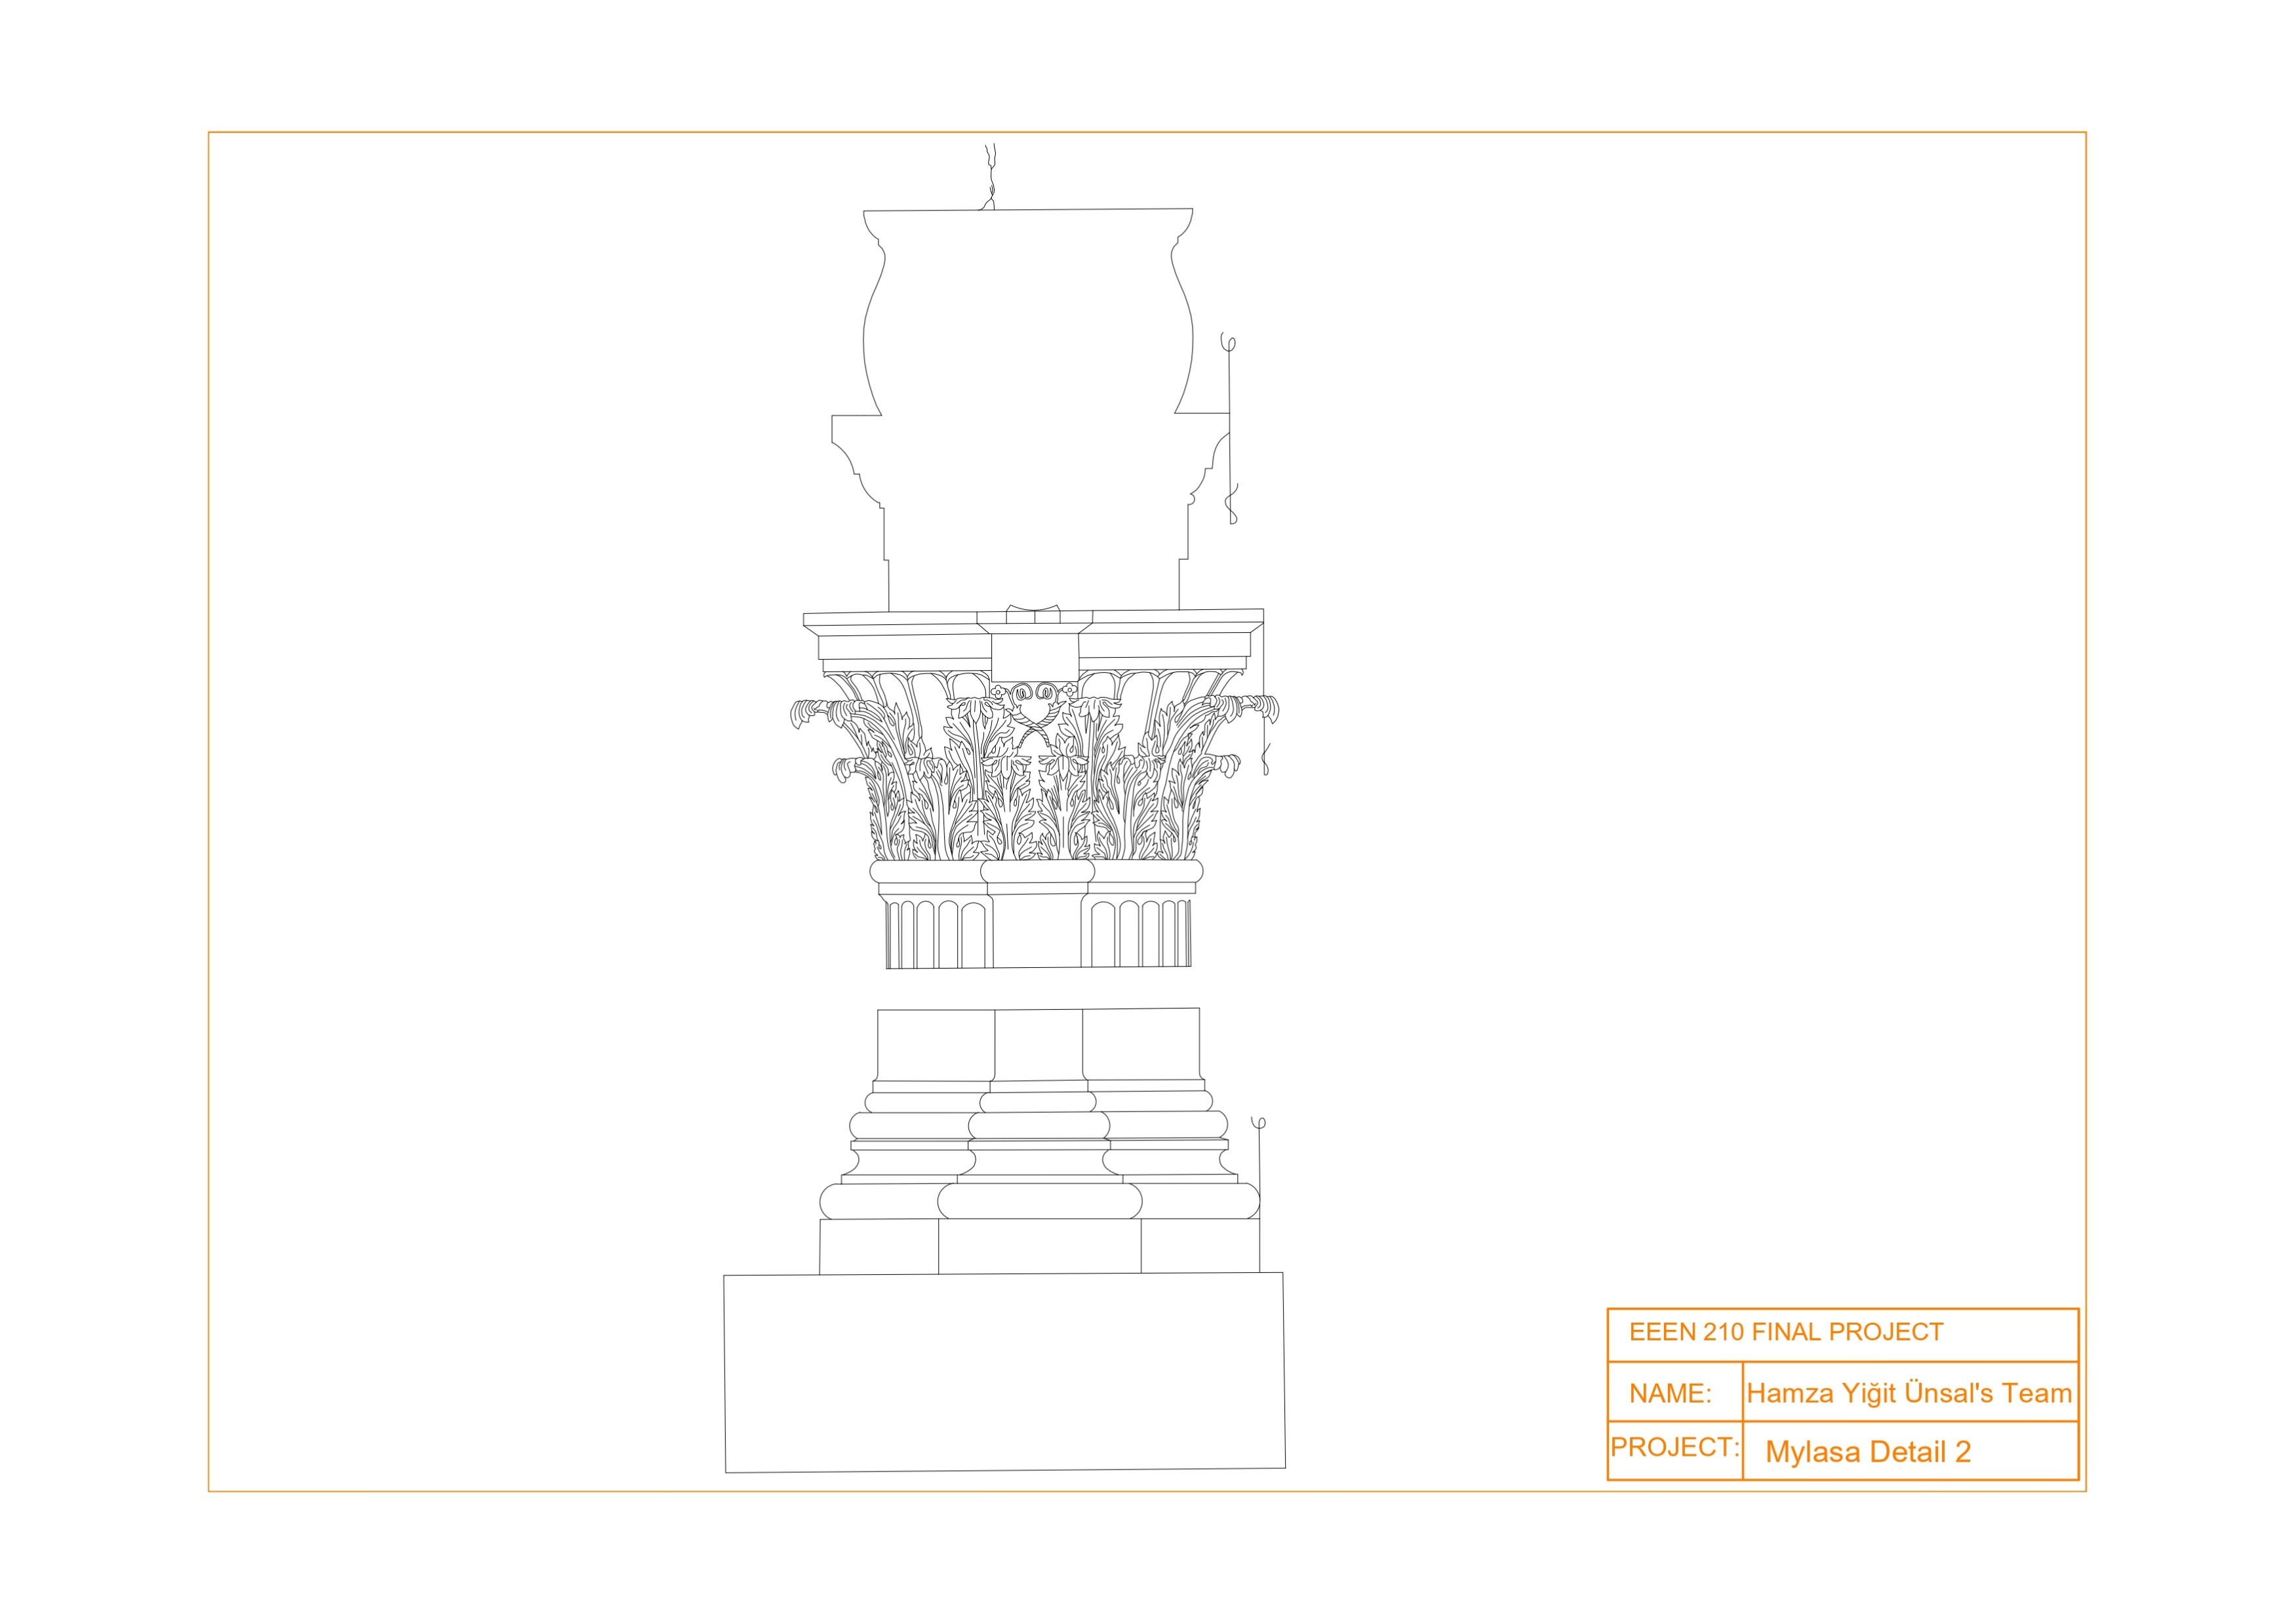 EEEN 210 FINAL PROJECT
NAME: Hamza Yiğit Ünsal's Team
PROJECT: Mylasa Detail 2